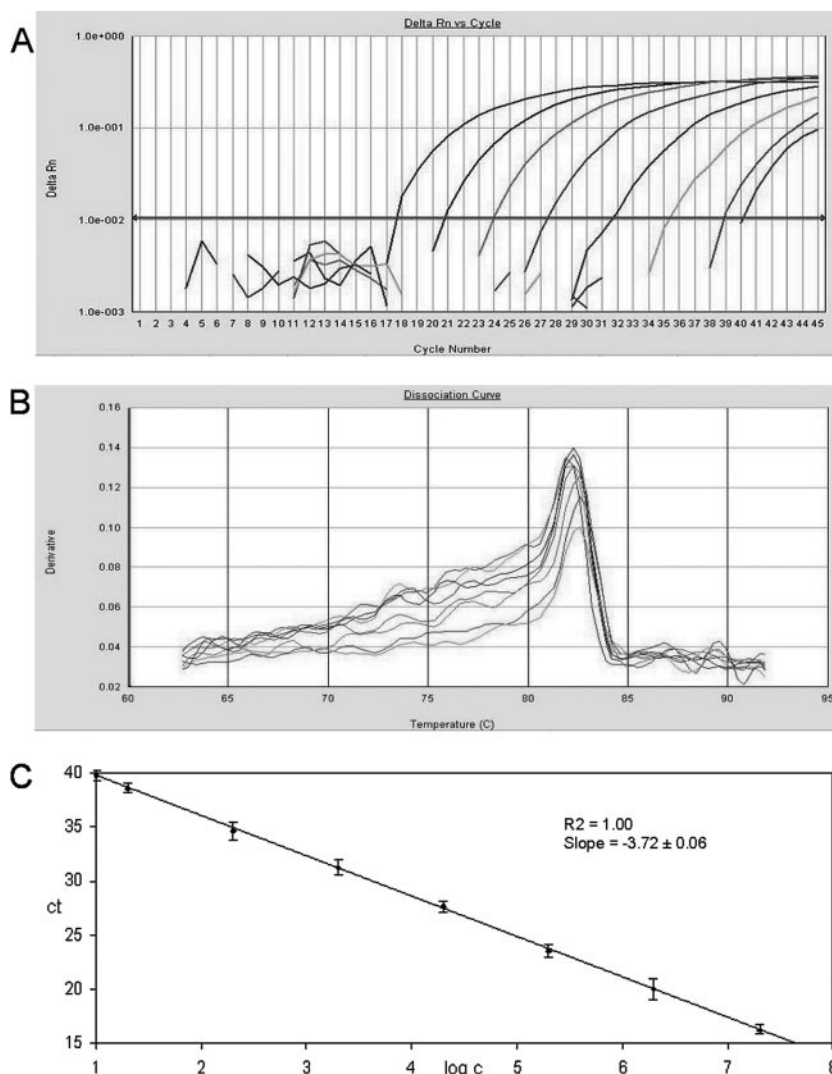 A
Delta Rn vs Cycle
1.0e+000
1.0e-001
1.0e-002
1.0e-003
Delta Rn
1 2 3 4 5 6 7 8 9 10 11 12 13 14 15 16 17 18 19 20 21 22 23 24 25 26 27 28 29 30 31 32 33 34 35 36 37 38 39 40 41 42 43 44 45
Cycle Number
B
Dissociation Curve
0.16
0.14
0.12
0.10
0.08
0.06
0.04
0.02
Derivative
60 65 70 75 80 85 90 95
Temperature (C)
C
40
35
30
25
20
15
ct
R2 = 1.00
Slope = -3.72 ± 0.06
1 2 3 4 5 6 7 8
log c